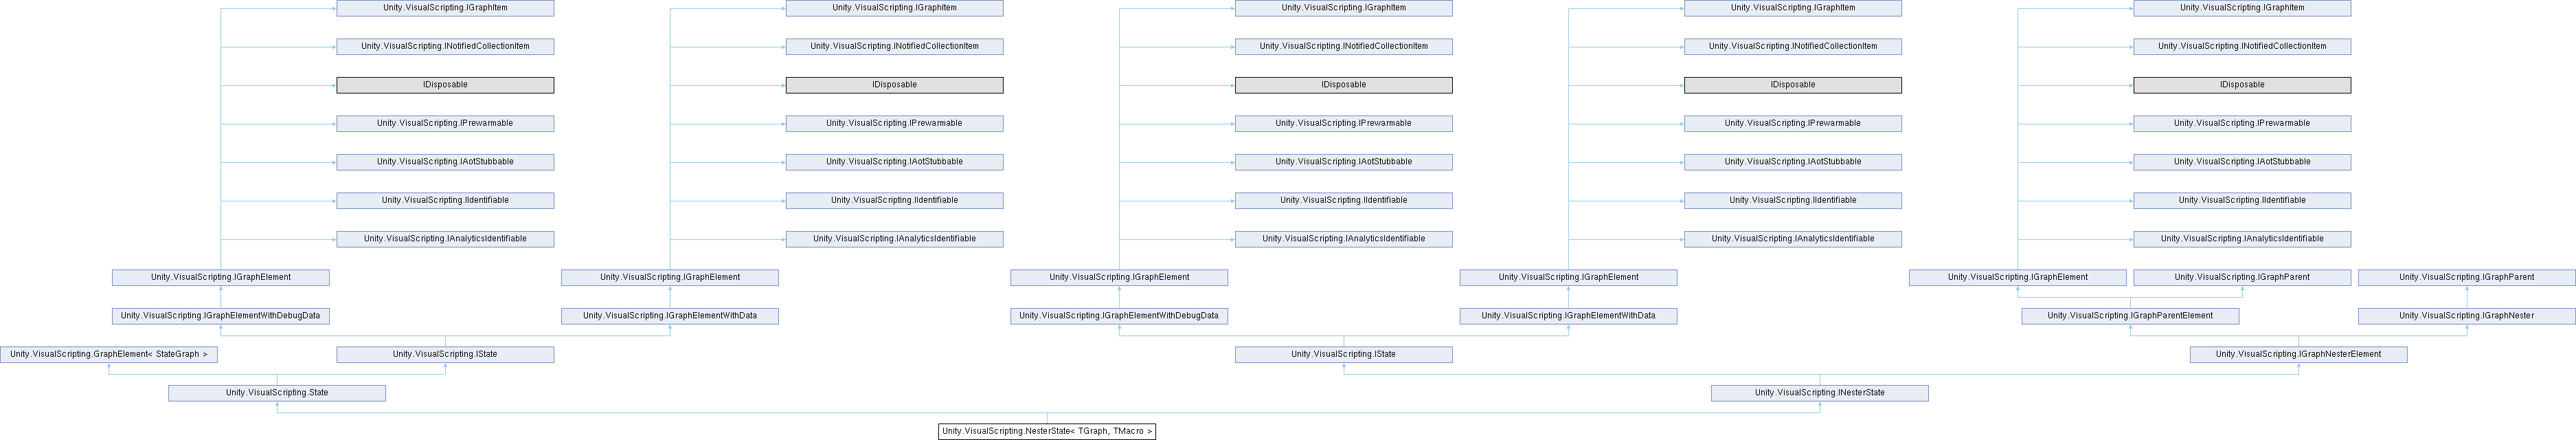 Unity.VisualScripting.IGraphItem Unity.VisualScripting.IGraphItem Unity.VisualScripting.IGraphItem Unity.VisualScripting.IGraphItem Unity.VisualScripting.IGraphItem
Unity.VisualScripting.INotifiedCollectionItem Unity.VisualScripting.INotifiedCollectionItem Unity.VisualScripting.INotifiedCollectionItem Unity.VisualScripting.INotifiedCollectionItem Unity.VisualScripting.INotifiedCollectionItem
IDisposable IDisposable IDisposable IDisposable IDisposable
Unity.VisualScripting.IPrewarmable Unity.VisualScripting.IPrewarmable Unity.VisualScripting.IPrewarmable Unity.VisualScripting.IPrewarmable Unity.VisualScripting.IPrewarmable
Unity.VisualScripting.IAotStubbable Unity.VisualScripting.IAotStubbable Unity.VisualScripting.IAotStubbable Unity.VisualScripting.IAotStubbable Unity.VisualScripting.IAotStubbable
Unity.VisualScripting.IIdentifiable Unity.VisualScripting.IIdentifiable Unity.VisualScripting.IIdentifiable Unity.VisualScripting.IIdentifiable Unity.VisualScripting.IIdentifiable
Unity.VisualScripting.IAnalyticsIdentifiable Unity.VisualScripting.IAnalyticsIdentifiable Unity.VisualScripting.IAnalyticsIdentifiable Unity.VisualScripting.IAnalyticsIdentifiable Unity.VisualScripting.IAnalyticsIdentifiable
Unity.VisualScripting.IGraphElement Unity.VisualScripting.IGraphElement Unity.VisualScripting.IGraphElement Unity.VisualScripting.IGraphElement Unity.VisualScripting.IGraphElement Unity.VisualScripting.IGraphParent Unity.VisualScripting.IGraphParent
Unity.VisualScripting.IGraphElementWithDebugData Unity.VisualScripting.IGraphElementWithData Unity.VisualScripting.IGraphElementWithDebugData Unity.VisualScripting.IGraphElementWithData Unity.VisualScripting.IGraphParentElement Unity.VisualScripting.IGraphNester
Unity.VisualScripting.GraphElement< StateGraph > Unity.VisualScripting.IState Unity.VisualScripting.IState Unity.VisualScripting.IGraphNesterElement
Unity.VisualScripting.State Unity.VisualScripting.INesterState
Unity.VisualScripting.NesterState< TGraph, TMacro >